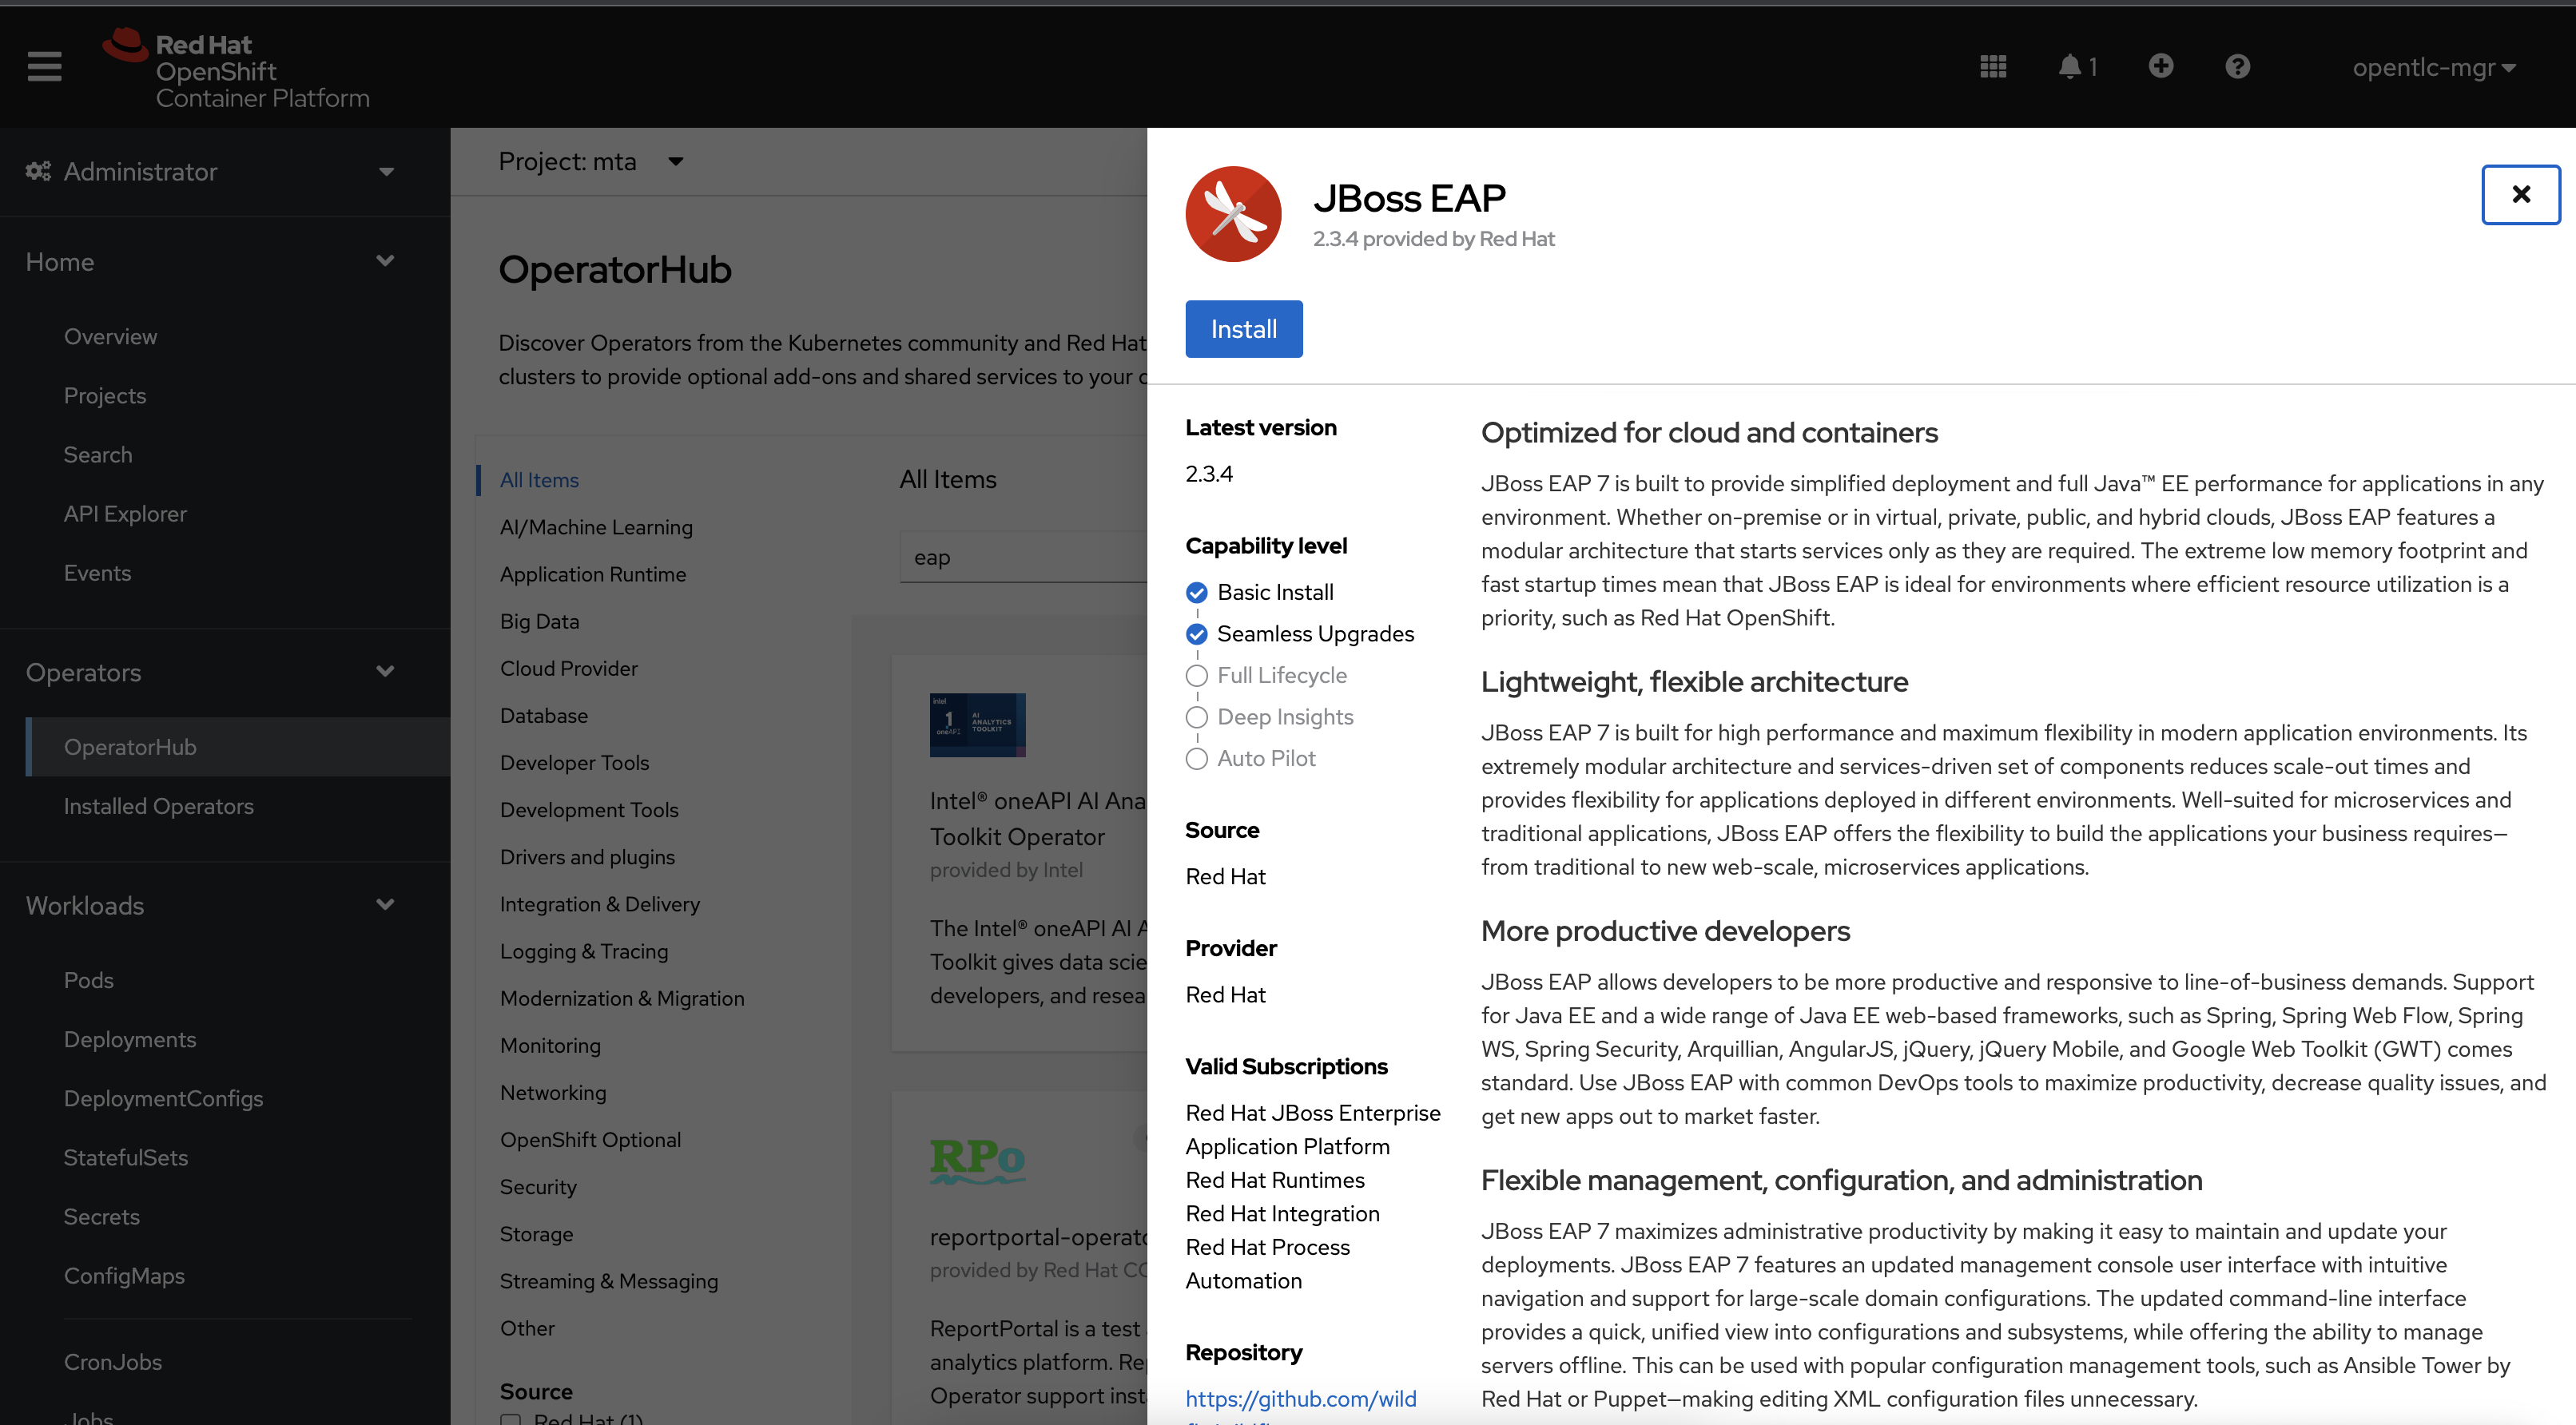 Red Hat
OpenShift
Container Platform
1
opentlc-mgr
Administrator
Home
Overview
Projects
Search
API Explorer
Events
Operators
OperatorHub
Installed Operators
Workloads
Pods
Deployments
DeploymentConfigs
StatefulSets
Secrets
ConfigMaps
CronJobs
Jobs
Project: mta
OperatorHub
Discover Operators from the Kubernetes community and Red Hat
clusters to provide optional add-ons and shared services to your
All Items
AI/Machine Learning
Application Runtime
Big Data
Cloud Provider
Database
Developer Tools
Development Tools
Drivers and plugins
Integration & Delivery
Logging & Tracing
Modernization & Migration
Monitoring
Networking
OpenShift Optional
Security
Storage
Streaming & Messaging
Other
Source
Red Hat (1)
All Items
eap
intel
1
oneAPI
AI
ANALYTICS
TOOLKIT
Intel® oneAPI AI Ana
Toolkit Operator
provided by Intel
The Intel® oneAPI AI A
Toolkit gives data scie
developers, and resea
RPo
reportportal-operato
provided by Red Hat CO
ReportPortal is a test
analytics platform. Re
Operator support inst
JBoss EAP
2.3.4 provided by Red Hat
Install
Latest version
2.3.4
Capability level
Basic Install
Seamless Upgrades
Full Lifecycle
Deep Insights
Auto Pilot
Source
Red Hat
Provider
Red Hat
Valid Subscriptions
Red Hat JBoss Enterprise
Application Platform
Red Hat Runtimes
Red Hat Integration
Red Hat Process
Automation
Repository
https://github.com/wild
Optimized for cloud and containers
JBoss EAP 7 is built to provide simplified deployment and full Java™ EE performance for applications in any
environment. Whether on-premise or in virtual, private, public, and hybrid clouds, JBoss EAP features a
modular architecture that starts services only as they are required. The extreme low memory footprint and
fast startup times mean that JBoss EAP is ideal for environments where efficient resource utilization is a
priority, such as Red Hat OpenShift.
Lightweight, flexible architecture
JBoss EAP 7 is built for high performance and maximum flexibility in modern application environments. Its
extremely modular architecture and services-driven set of components reduces scale-out times and
provides flexibility for applications deployed in different environments. Well-suited for microservices and
traditional applications, JBoss EAP offers the flexibility to build the applications your business requires—
from traditional to new web-scale, microservices applications.
More productive developers
JBoss EAP allows developers to be more productive and responsive to line-of-business demands. Support
for Java EE and a wide range of Java EE web-based frameworks, such as Spring, Spring Web Flow, Spring
WS, Spring Security, Arquillian, AngularJS, jQuery, jQuery Mobile, and Google Web Toolkit (GWT) comes
standard. Use JBoss EAP with common DevOps tools to maximize productivity, decrease quality issues, and
get new apps out to market faster.
Flexible management, configuration, and administration
JBoss EAP 7 maximizes administrative productivity by making it easy to maintain and update your
deployments. JBoss EAP 7 features an updated management console user interface with intuitive
navigation and support for large-scale domain configurations. The updated command-line interface
provides a quick, unified view into configurations and subsystems, while offering the ability to manage
servers offline. This can be used with popular configuration management tools, such as Ansible Tower by
Red Hat or Puppet—making editing XML configuration files unnecessary.